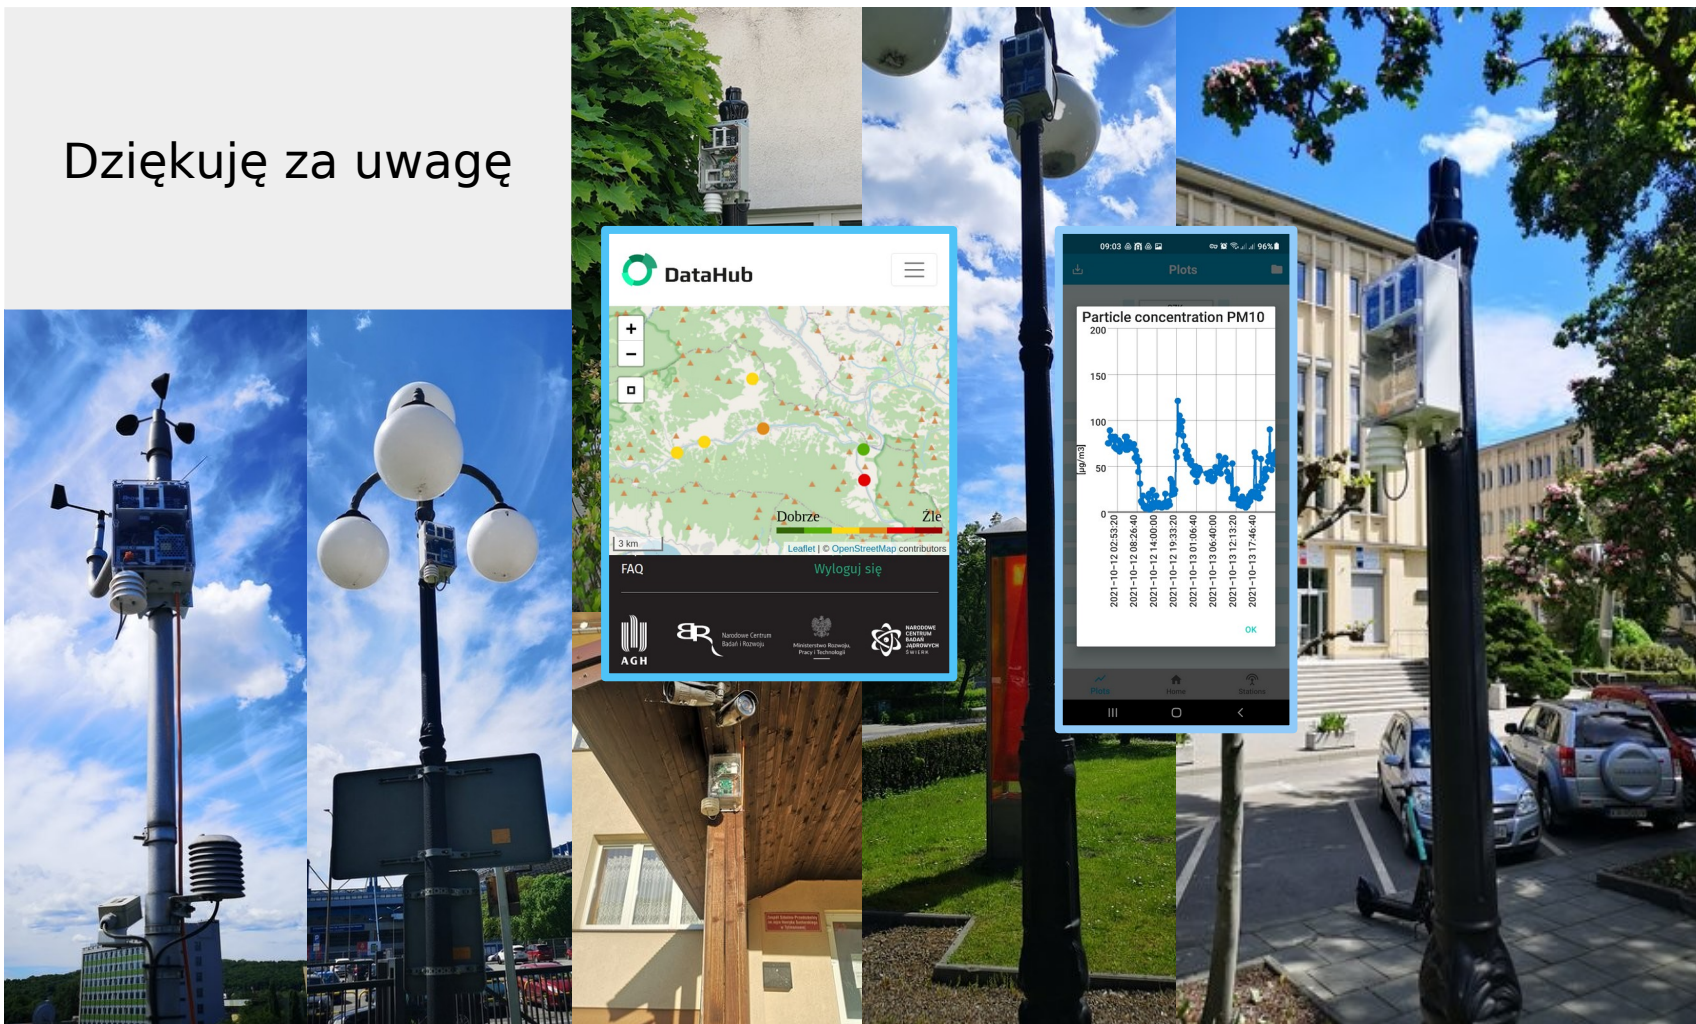 Dziękuję za uwagę
DataHub
+
−
Dobrze
Źle
3 km
Leaflet | © OpenStreetMap contributors
FAQ
Wyloguj się
AGH
Narodowe Centrum
Badań i Rozwoju
Ministerstwo Rozwoju,
Pracy i Technologii
NARODOWE
CENTRUM
BADAŃ
JĄDROWYCH
ŚWIERK
09:03
96%
Plots
Particle concentration PM10
200
150
100
50
0
[µg/m3]
2021-10-12 02:53:20
2021-10-12 08:26:40
2021-10-12 14:00:00
2021-10-12 19:33:20
2021-10-13 01:06:40
2021-10-13 06:40:00
2021-10-13 12:13:20
2021-10-13 17:46:40
OK
Plots
Home
Stations